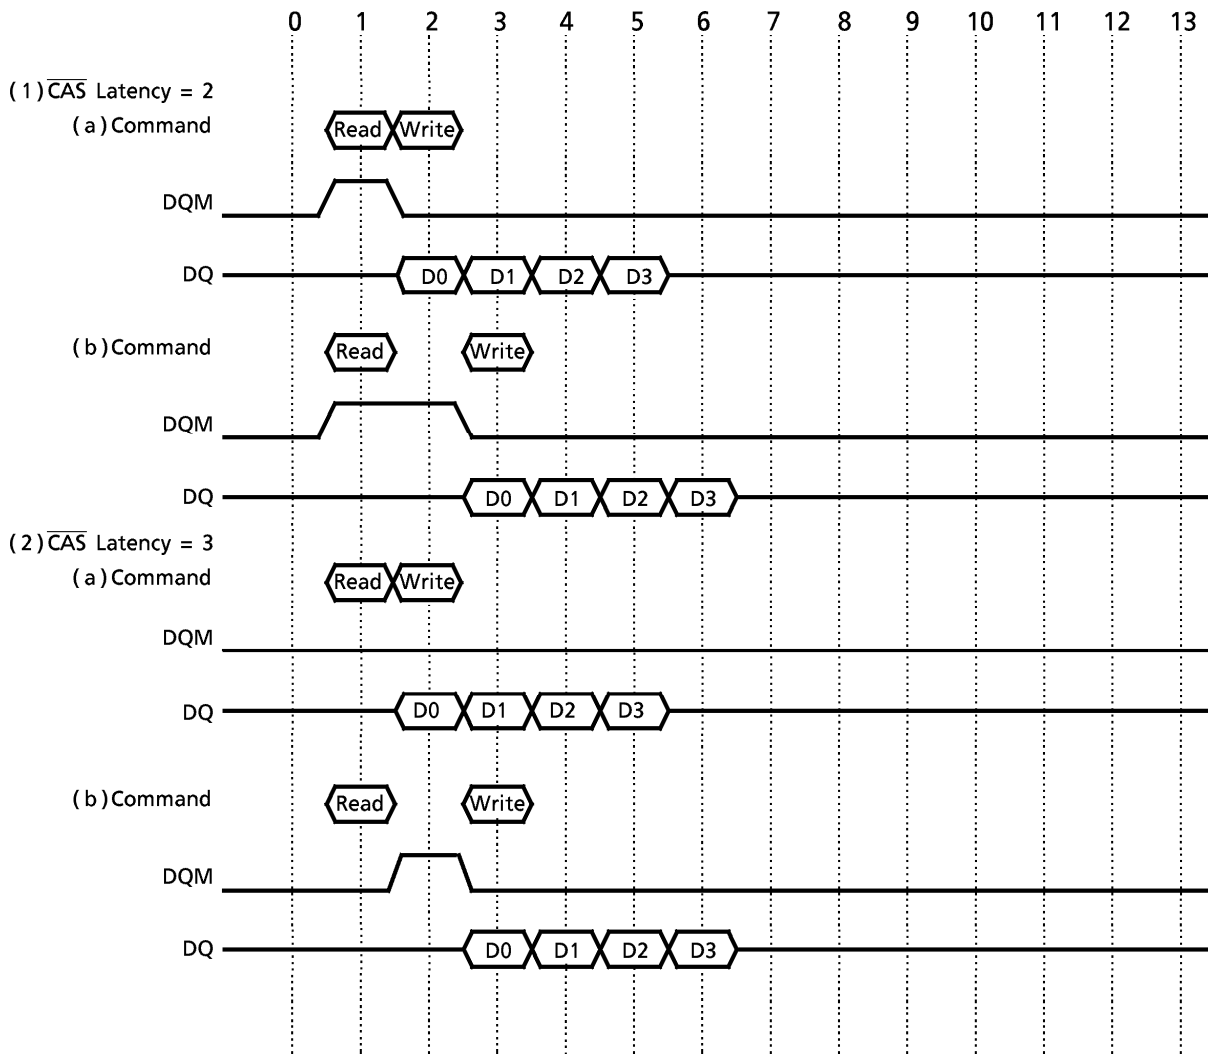 0 1 2 3 4 5 6 7 8 9 10 11 12 13
(1) CAS Latency = 2
(a) Command Read Write
DQM
DQ D0 D1 D2 D3
(b) Command Read Write
DQM
DQ D0 D1 D2 D3
(2) CAS Latency = 3
(a) Command Read Write
DQM
DQ D0 D1 D2 D3
(b) Command Read Write
DQM
DQ D0 D1 D2 D3